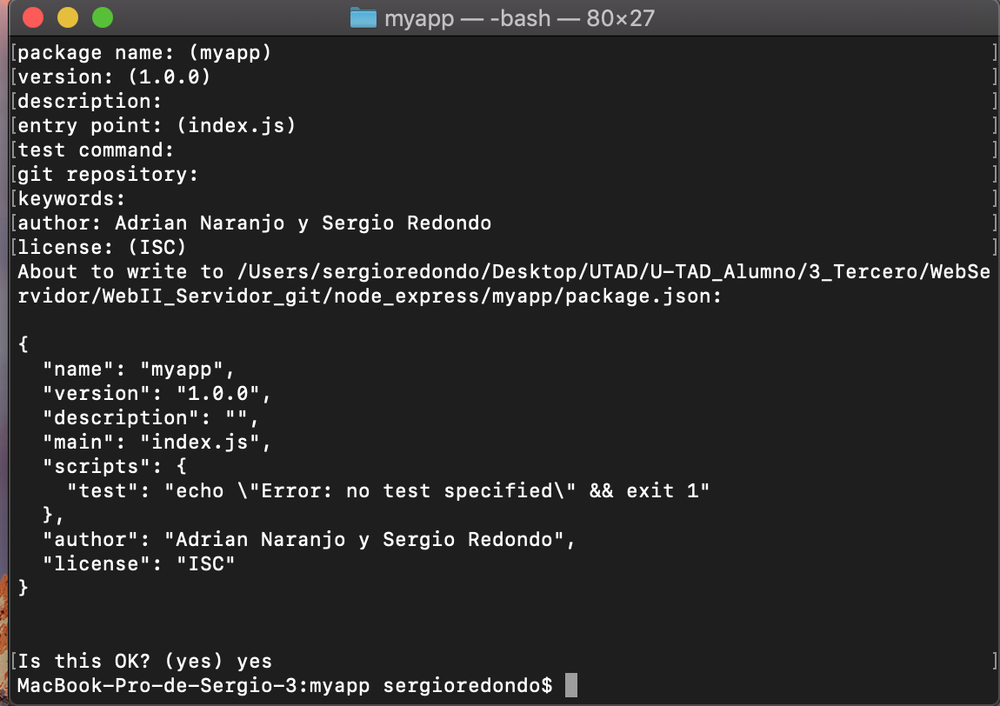 myapp — -bash — 80×27
[package name: (myapp) ]
[version: (1.0.0) ]
[description: ]
[entry point: (index.js) ]
[test command: ]
[git repository: ]
[keywords: ]
[author: Adrian Naranjo y Sergio Redondo ]
[license: (ISC) ]
About to write to /Users/sergioredondo/Desktop/UTAD/U-TAD_Alumno/3_Tercero/WebSe
rvidor/WebII_Servidor_git/node_express/myapp/package.json:
{
  "name": "myapp",
  "version": "1.0.0",
  "description": "",
  "main": "index.js",
  "scripts": {
    "test": "echo \"Error: no test specified\" && exit 1"
  },
  "author": "Adrian Naranjo y Sergio Redondo",
  "license": "ISC"
}
[Is this OK? (yes) yes ]
MacBook-Pro-de-Sergio-3:myapp sergioredondo$